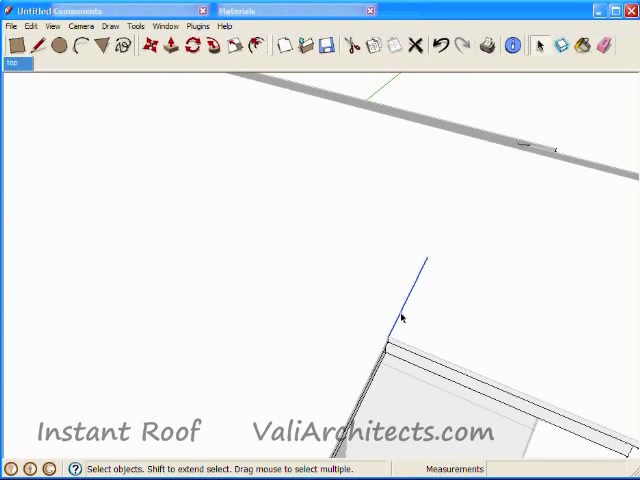 Untitled Components Materials
File Edit View Camera Draw Tools Window Plugins Help
top
Instant Roof ValiArchitects.com
Select objects. Shift to extend select. Drag mouse to select multiple. Measurements